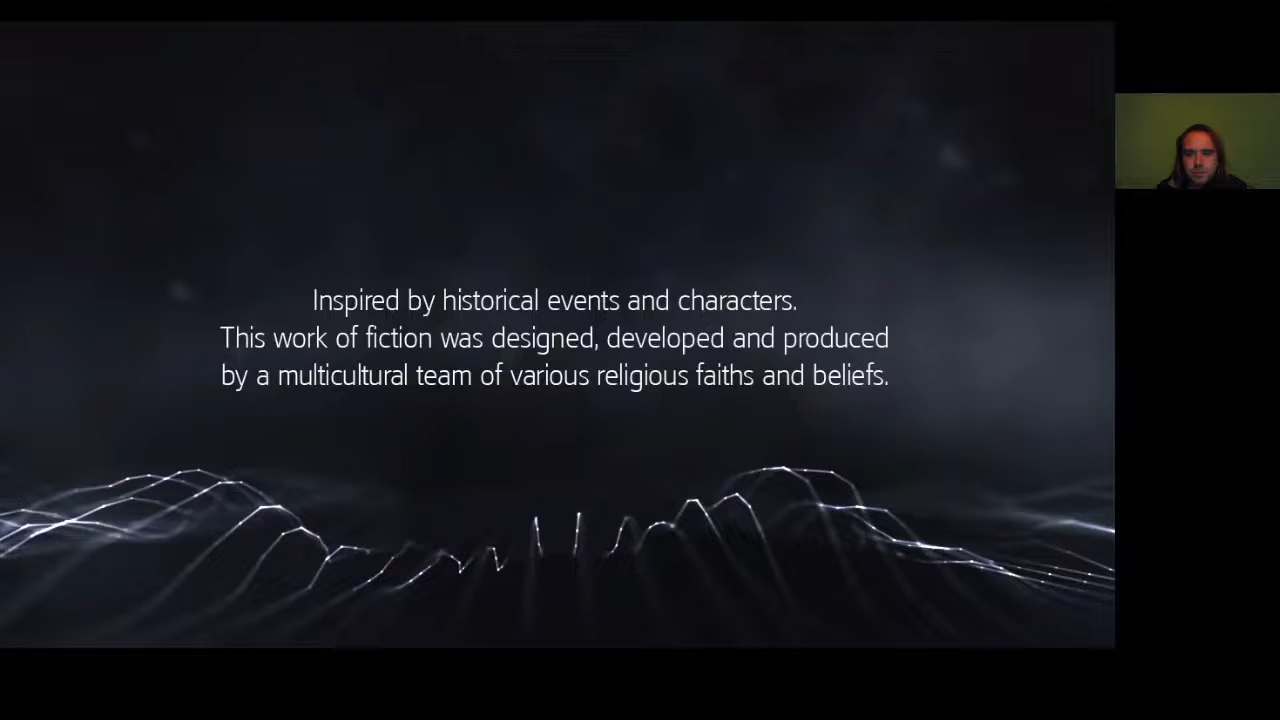 Inspired by historical events and characters.
This work of fiction was designed, developed and produced
by a multicultural team of various religious faiths and beliefs.